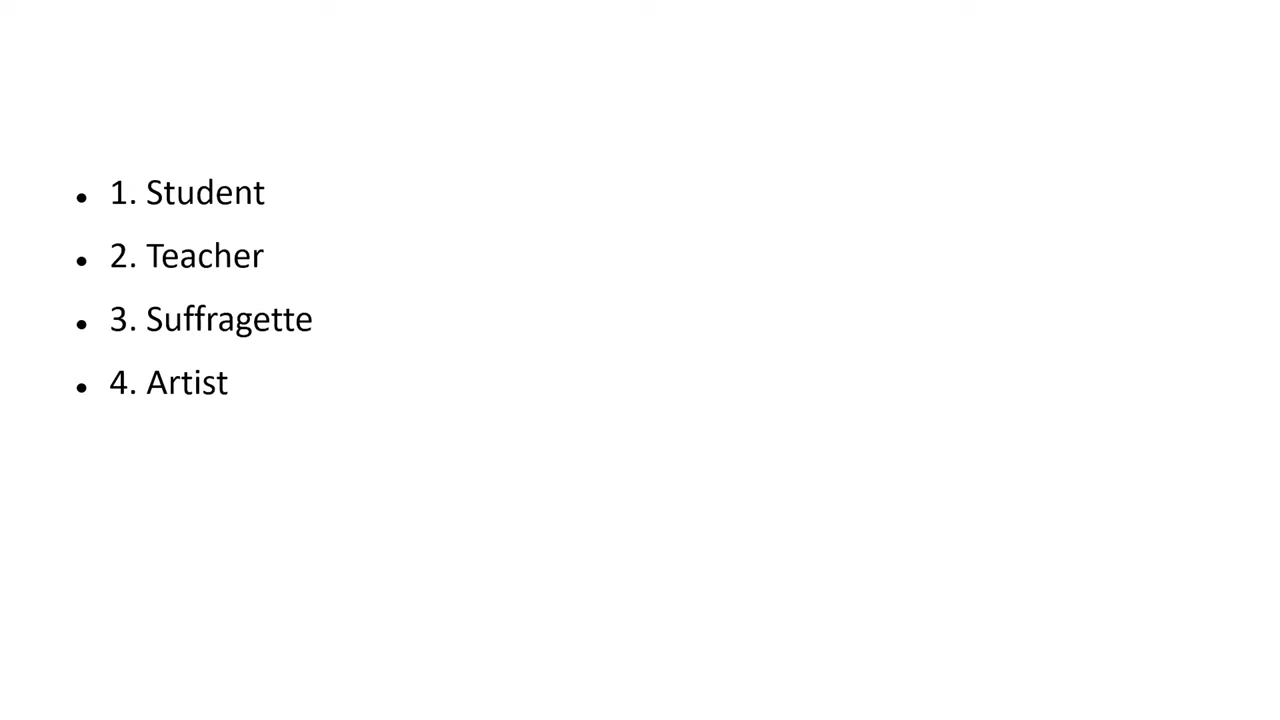 • 1. Student
• 2. Teacher
• 3. Suffragette
• 4. Artist